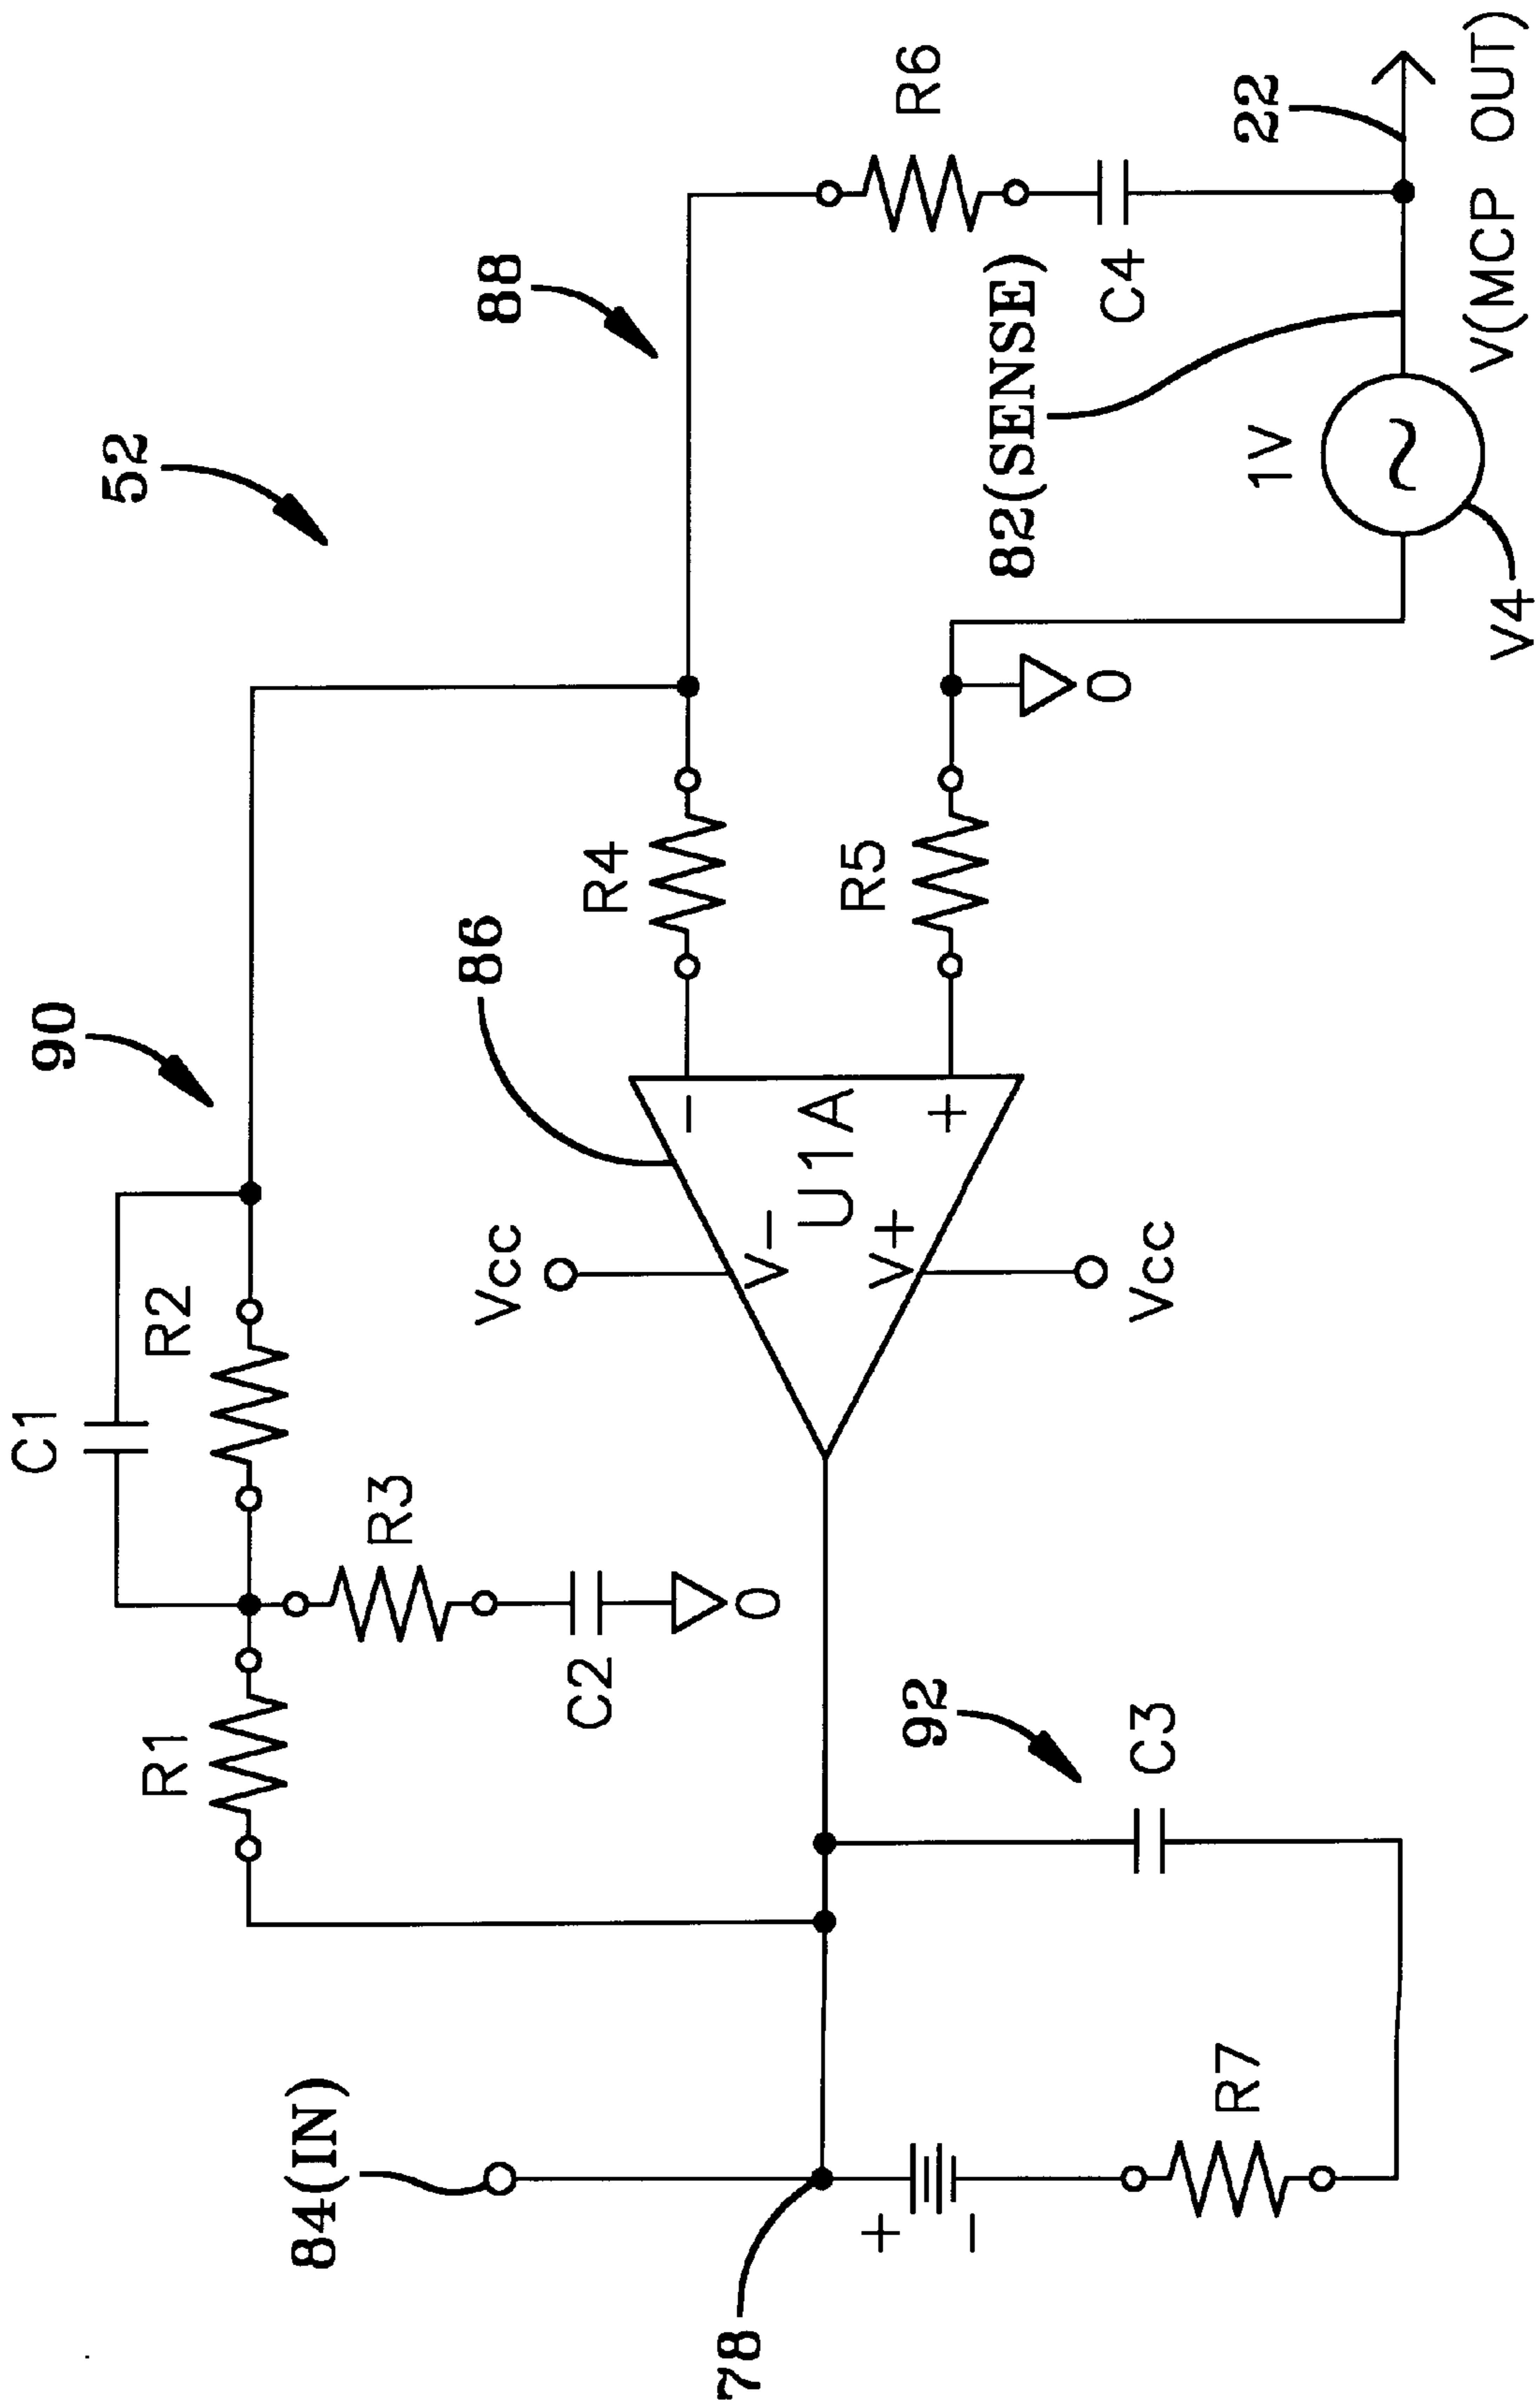 84(IN)
78
R1
C1
R2
90
R3
C2
0
Vcc
V-
U1A
V+
Vcc
-
+
86
R4
R5
0
52
88
R6
C4
82(SENSE)
22
1V
V4
V(MCP OUT)
92
C3
+
-
R7